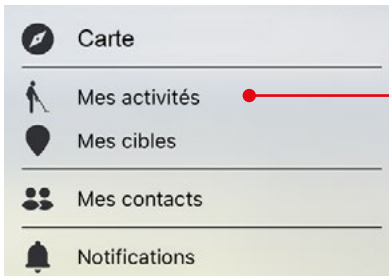 Carte
Mes activités
Mes cibles
Mes contacts
Notifications